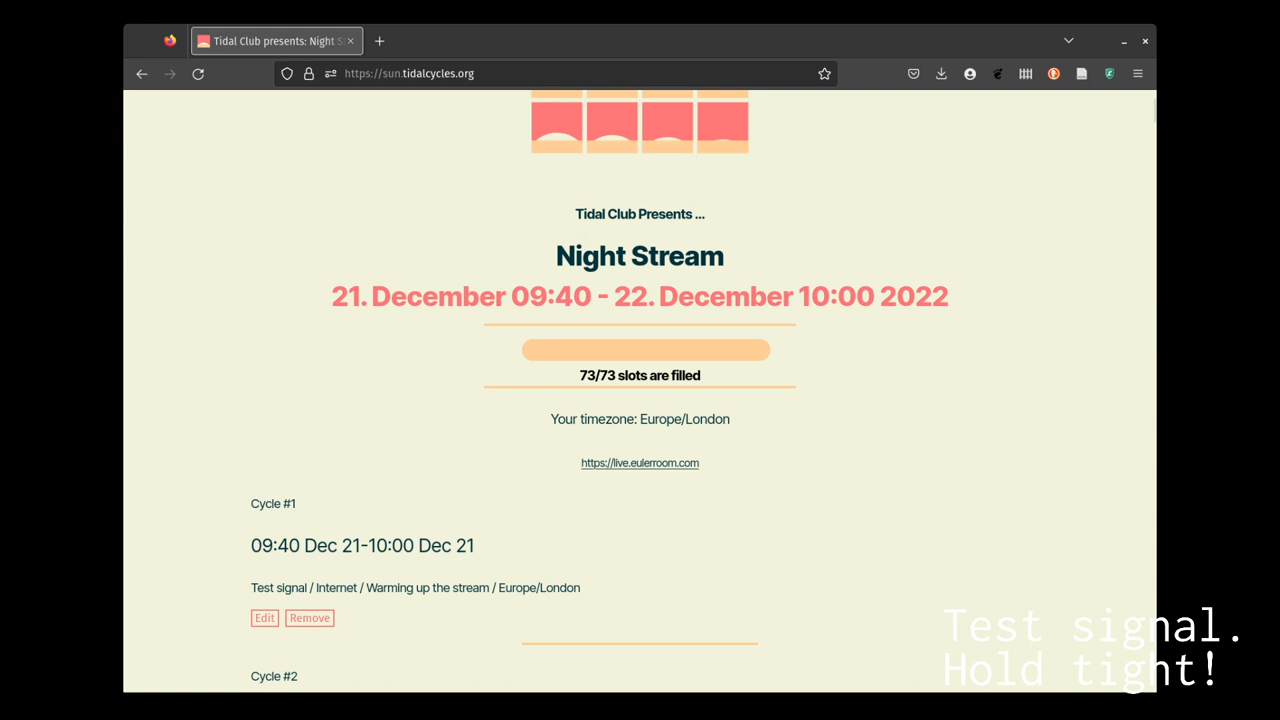 Tidal Club presents: Night S
https://sun.tidalcycles.org
Tidal Club Presents ...
Night Stream
21. December 09:40 - 22. December 10:00 2022
73/73 slots are filled
Your timezone: Europe/London
https://live.eulerroom.com
Cycle #1
09:40 Dec 21-10:00 Dec 21
Test signal / Internet / Warming up the stream / Europe/London
Edit Remove
Cycle #2
Test signal.
Hold tight!